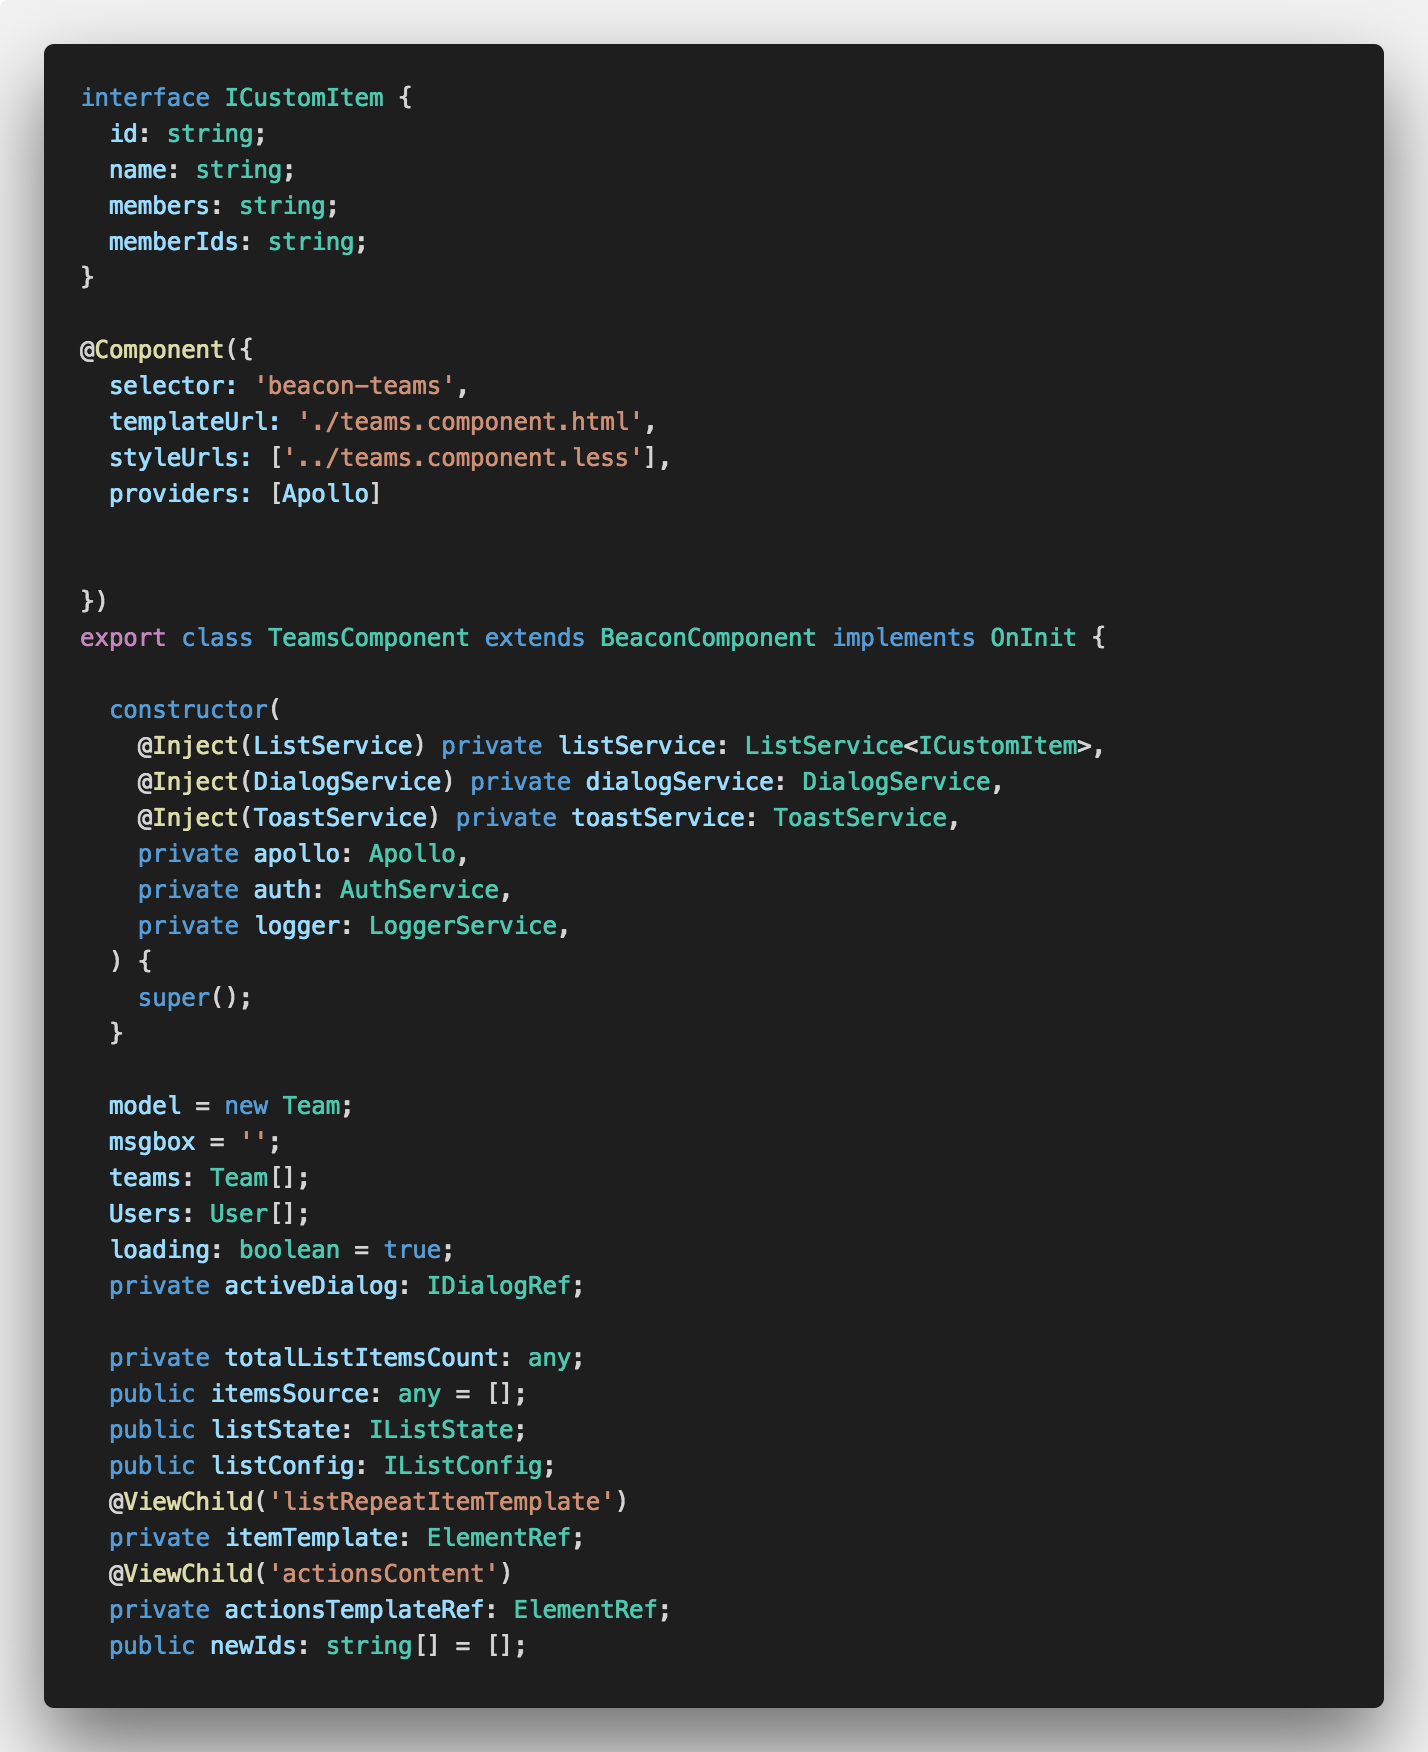 interface ICustomItem {
  id: string;
  name: string;
  members: string;
  memberIds: string;
}

@Component({
  selector: 'beacon-teams',
  templateUrl: './teams.component.html',
  styleUrls: ['../teams.component.less'],
  providers: [Apollo]


})
export class TeamsComponent extends BeaconComponent implements OnInit {

  constructor(
    @Inject(ListService) private listService: ListService<ICustomItem>,
    @Inject(DialogService) private dialogService: DialogService,
    @Inject(ToastService) private toastService: ToastService,
    private apollo: Apollo,
    private auth: AuthService,
    private logger: LoggerService,
  ) {
    super();
  }

  model = new Team;
  msgbox = '';
  teams: Team[];
  Users: User[];
  loading: boolean = true;
  private activeDialog: IDialogRef;

  private totalListItemsCount: any;
  public itemsSource: any = [];
  public listState: IListState;
  public listConfig: IListConfig;
  @ViewChild('listRepeatItemTemplate')
  private itemTemplate: ElementRef;
  @ViewChild('actionsContent')
  private actionsTemplateRef: ElementRef;
  public newIds: string[] = [];